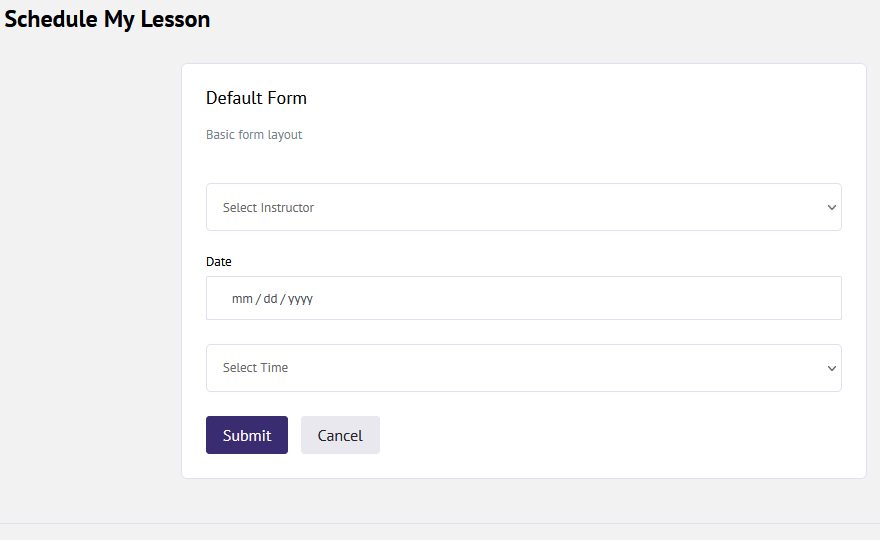 Schedule My Lesson
Default Form
Basic form layout
Select Instructor
Date
mm / dd / yyyy
Select Time
Submit Cancel